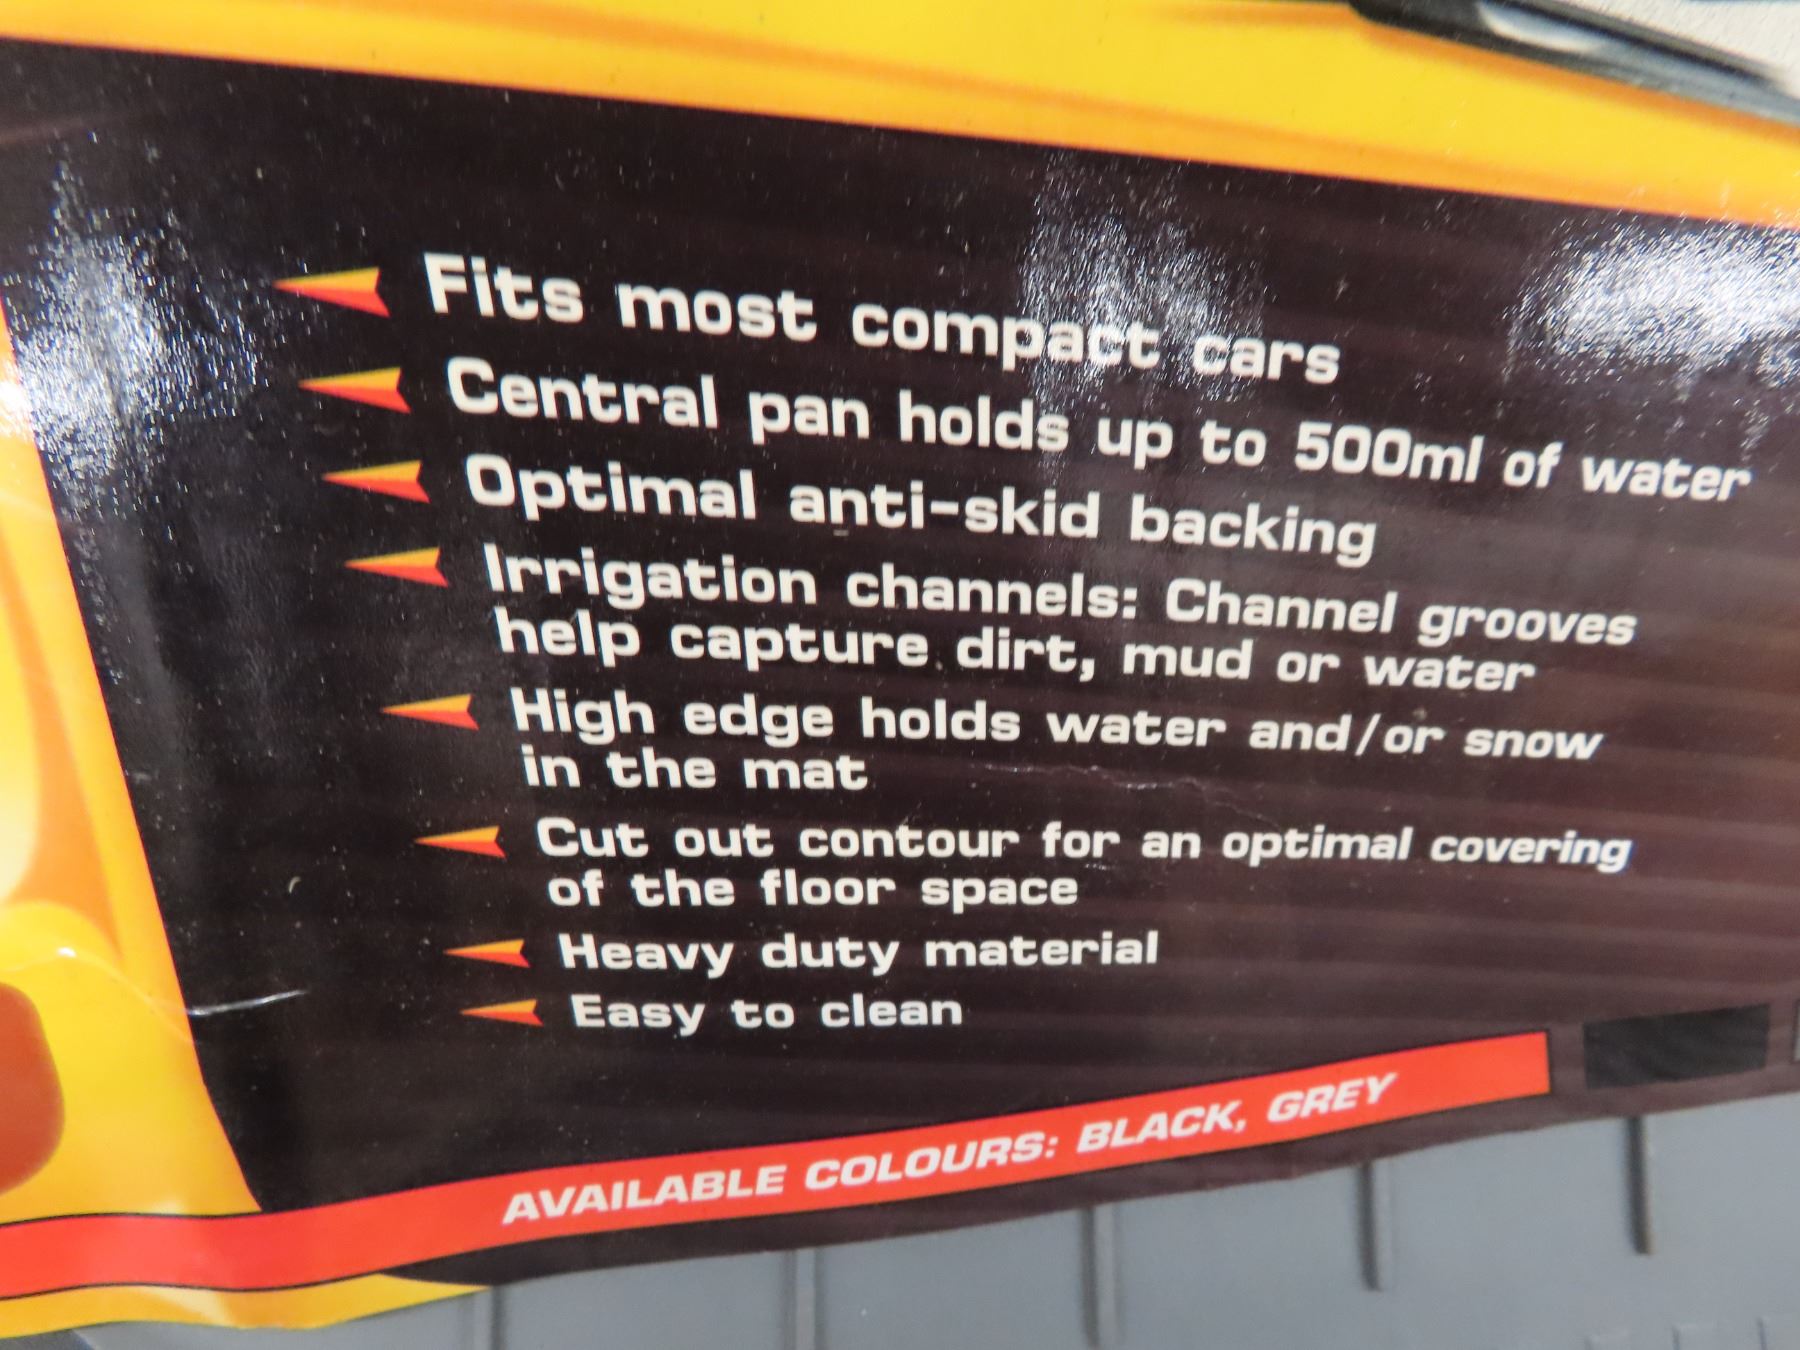 Fits most compact cars
Central pan holds up to 500ml of water
Optimal anti-skid backing
Irrigation channels: Channel grooves
help capture dirt, mud or water
High edge holds water and/or snow
in the mat
Cut out contour for an optimal covering
of the floor space
Heavy duty material
Easy to clean
AVAILABLE COLOURS: BLACK, GREY